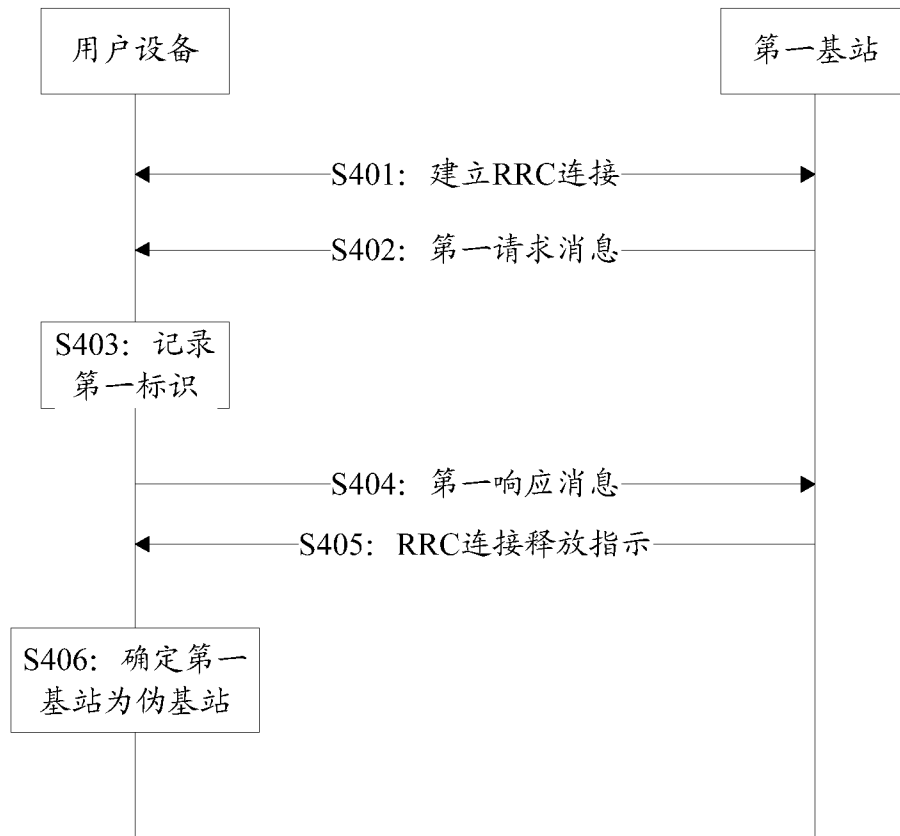 用户设备
第一基站
S401：建立RRC连接
S402：第一请求消息
S403：记录
第一标识
S404：第一响应消息
S405：RRC连接释放指示
S406：确定第一
基站为伪基站